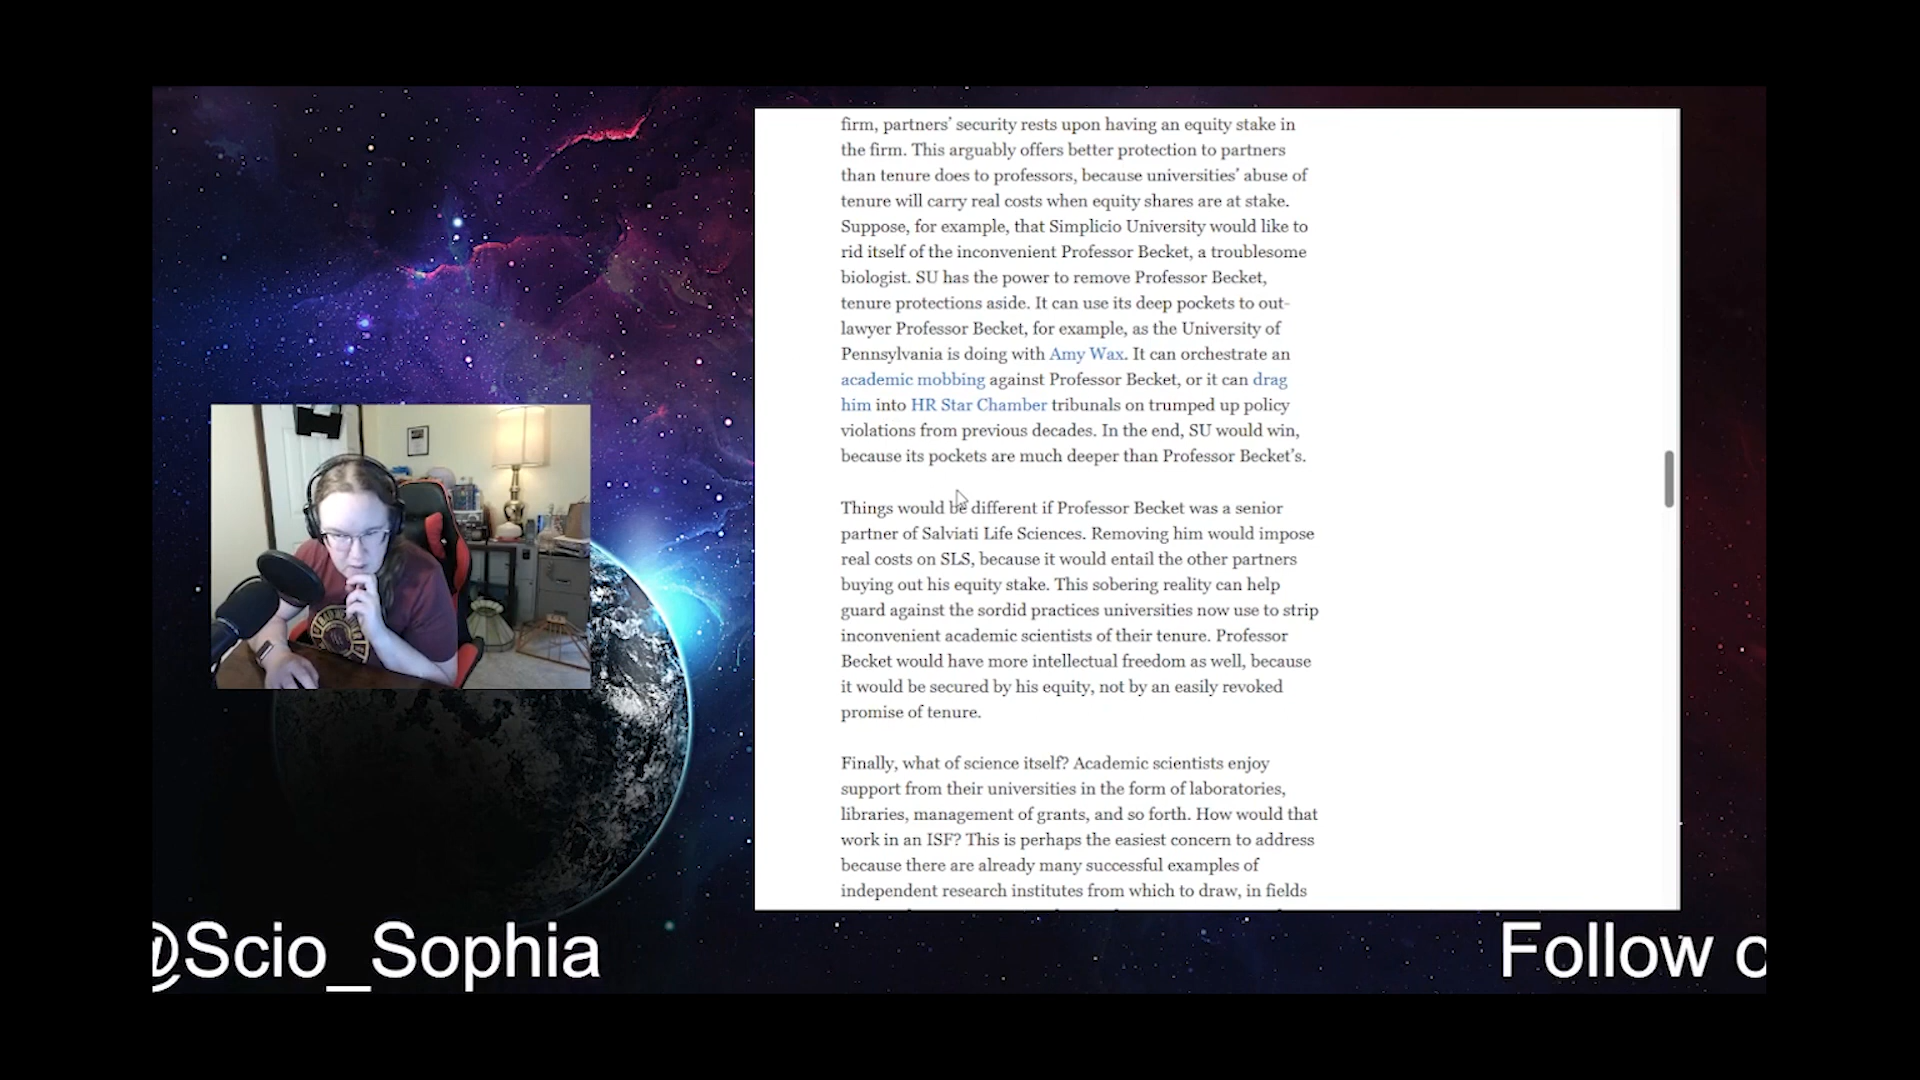 firm, partners’ security rests upon having an equity stake in
the firm. This arguably offers better protection to partners
than tenure does to professors, because universities’ abuse of
tenure will carry real costs when equity shares are at stake.
Suppose, for example, that Simplicio University would like to
rid itself of the inconvenient Professor Becket, a troublesome
biologist. SU has the power to remove Professor Becket,
tenure protections aside. It can use its deep pockets to out-
lawyer Professor Becket, for example, as the University of
Pennsylvania is doing with Amy Wax. It can orchestrate an
academic mobbing against Professor Becket, or it can drag
him into HR Star Chamber tribunals on trumped up policy
violations from previous decades. In the end, SU would win,
because its pockets are much deeper than Professor Becket’s.
Things would be different if Professor Becket was a senior
partner of Salviati Life Sciences. Removing him would impose
real costs on SLS, because it would entail the other partners
buying out his equity stake. This sobering reality can help
guard against the sordid practices universities now use to strip
inconvenient academic scientists of their tenure. Professor
Becket would have more intellectual freedom as well, because
it would be secured by his equity, not by an easily revoked
promise of tenure.
Finally, what of science itself? Academic scientists enjoy
support from their universities in the form of laboratories,
libraries, management of grants, and so forth. How would that
work in an ISF? This is perhaps the easiest concern to address
because there are already many successful examples of
independent research institutes from which to draw, in fields
@Scio_Sophia
Follow